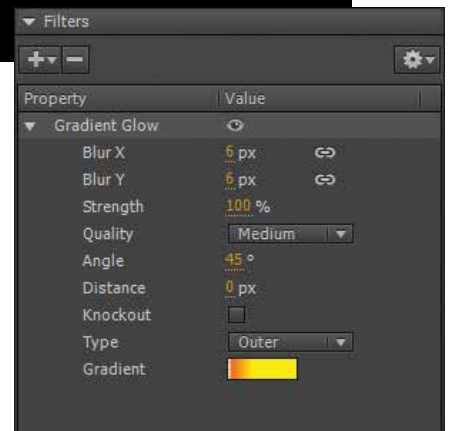 Filters
Property Value
Gradient Glow
Blur X 6 px
Blur Y 6 px
Strength 100 %
Quality Medium
Angle 45 °
Distance 0 px
Knockout
Type Outer
Gradient